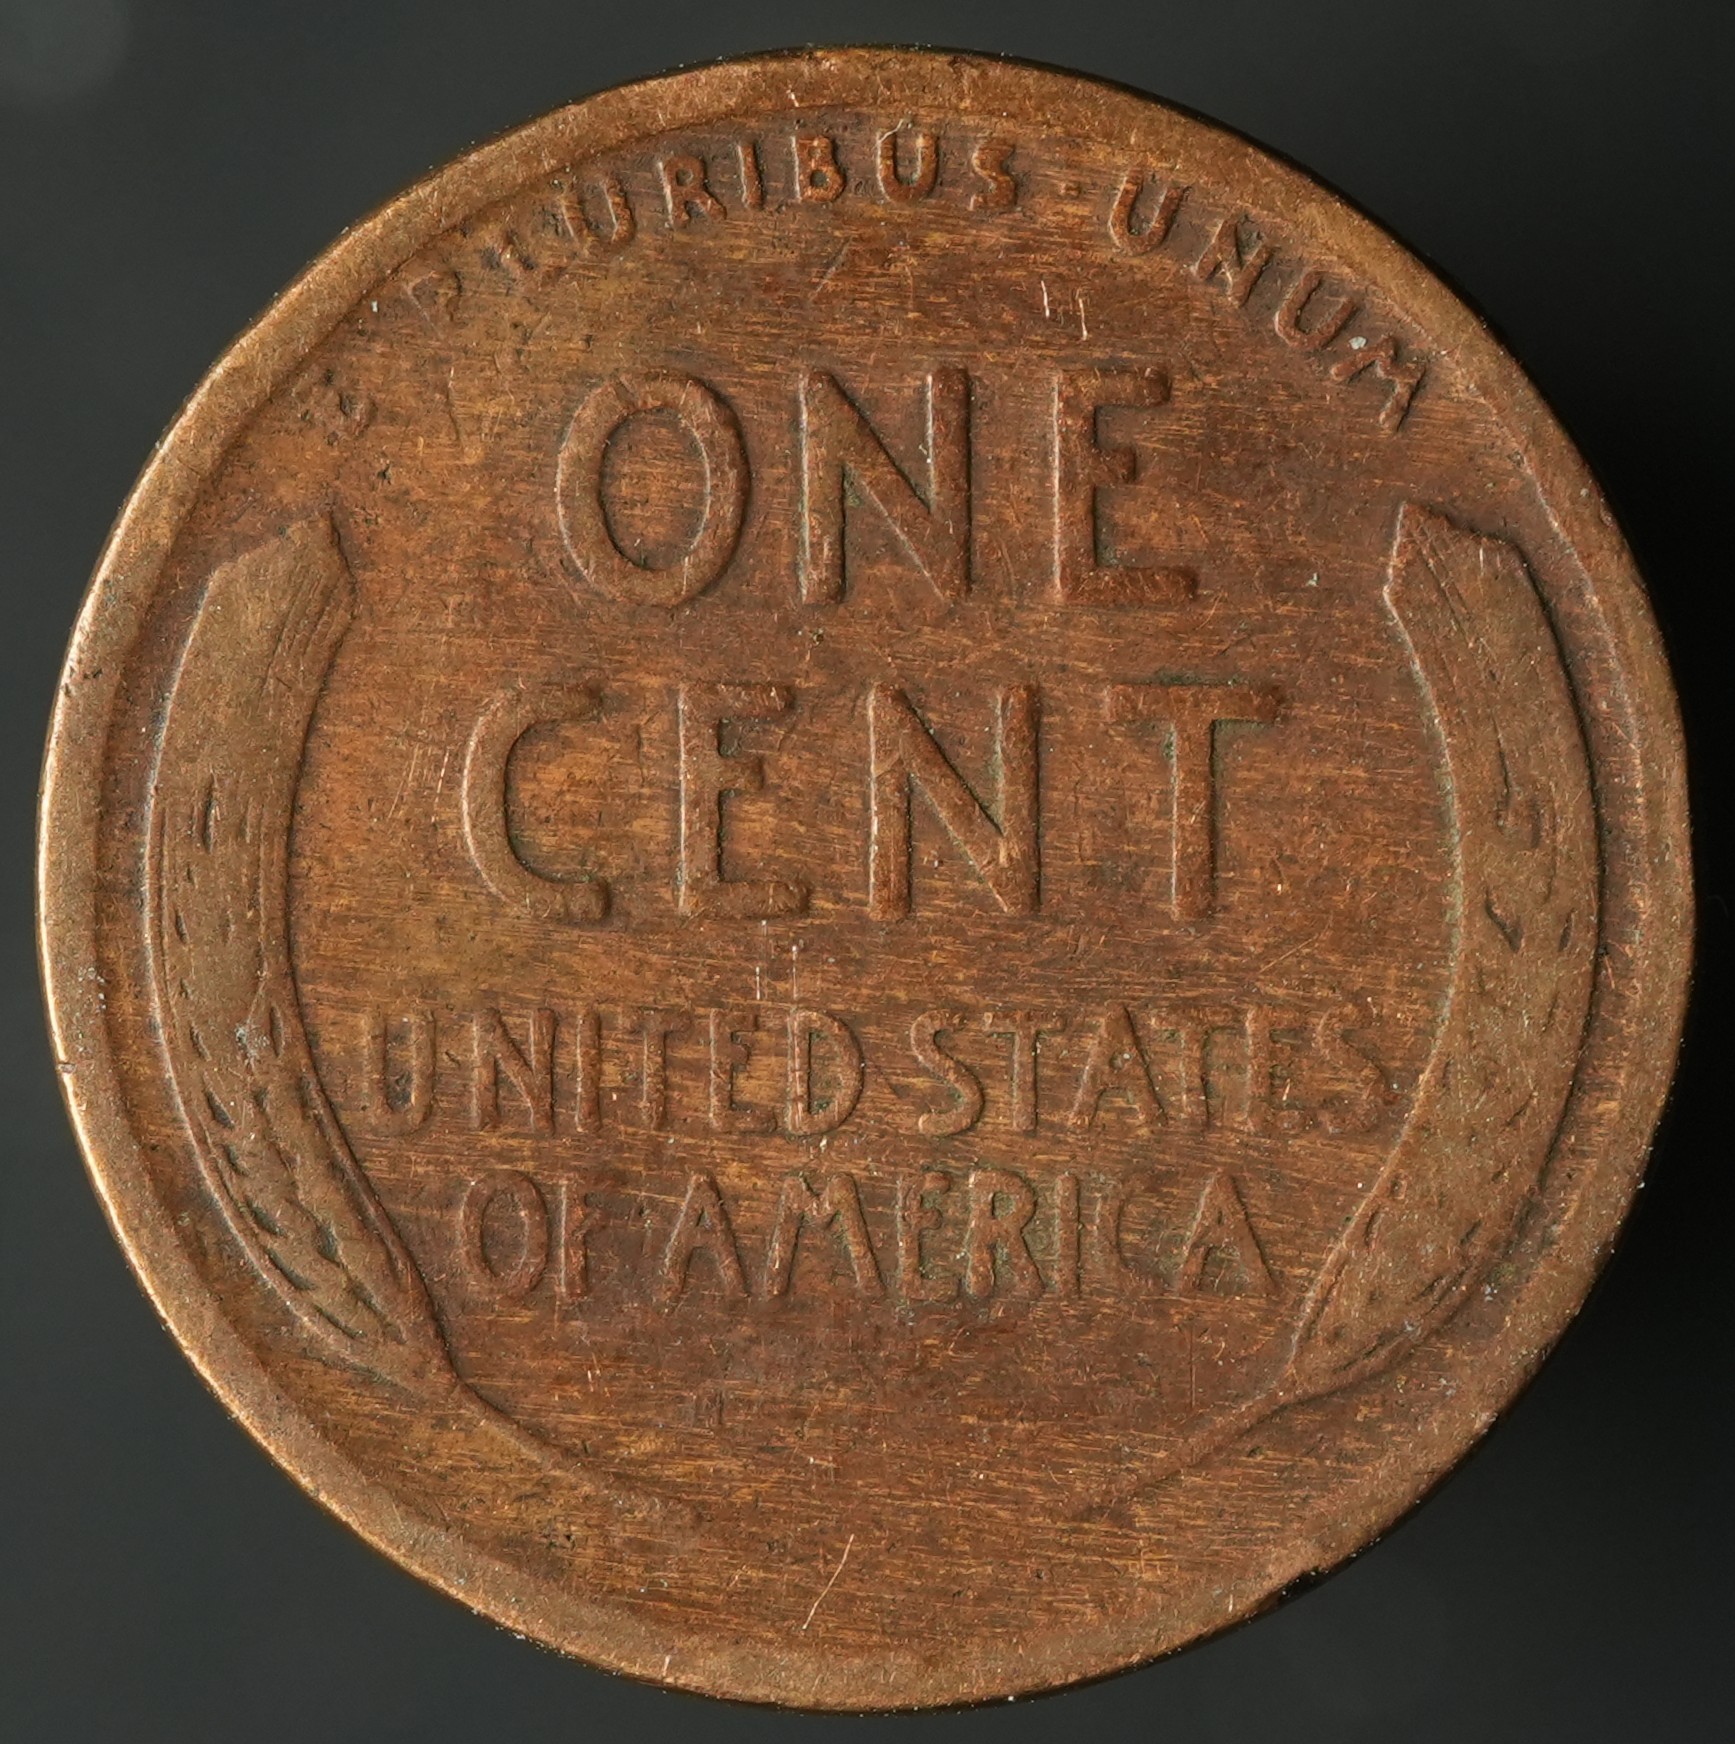 E PLURIBUS · UNUM
ONE
CENT
UNITED STATES
OF AMERICA